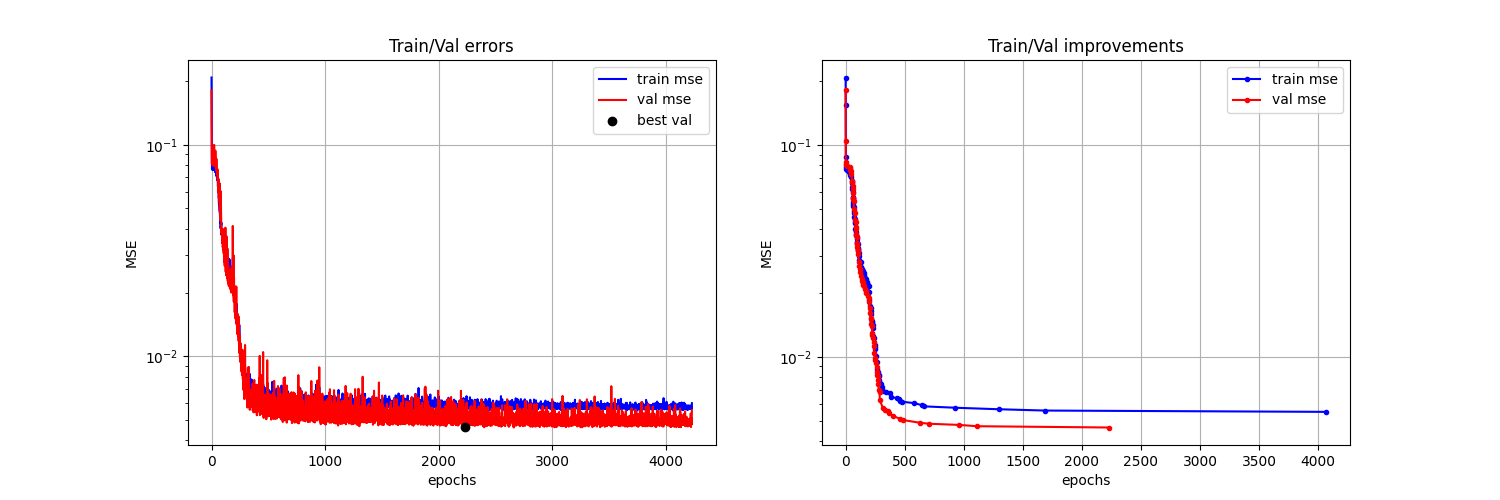 Train/Val errors
train mse
val mse
best val
10⁻¹
10⁻²
MSE
0 1000 2000 3000 4000
epochs
Train/Val improvements
train mse
val mse
10⁻¹
10⁻²
MSE
0 500 1000 1500 2000 2500 3000 3500 4000
epochs